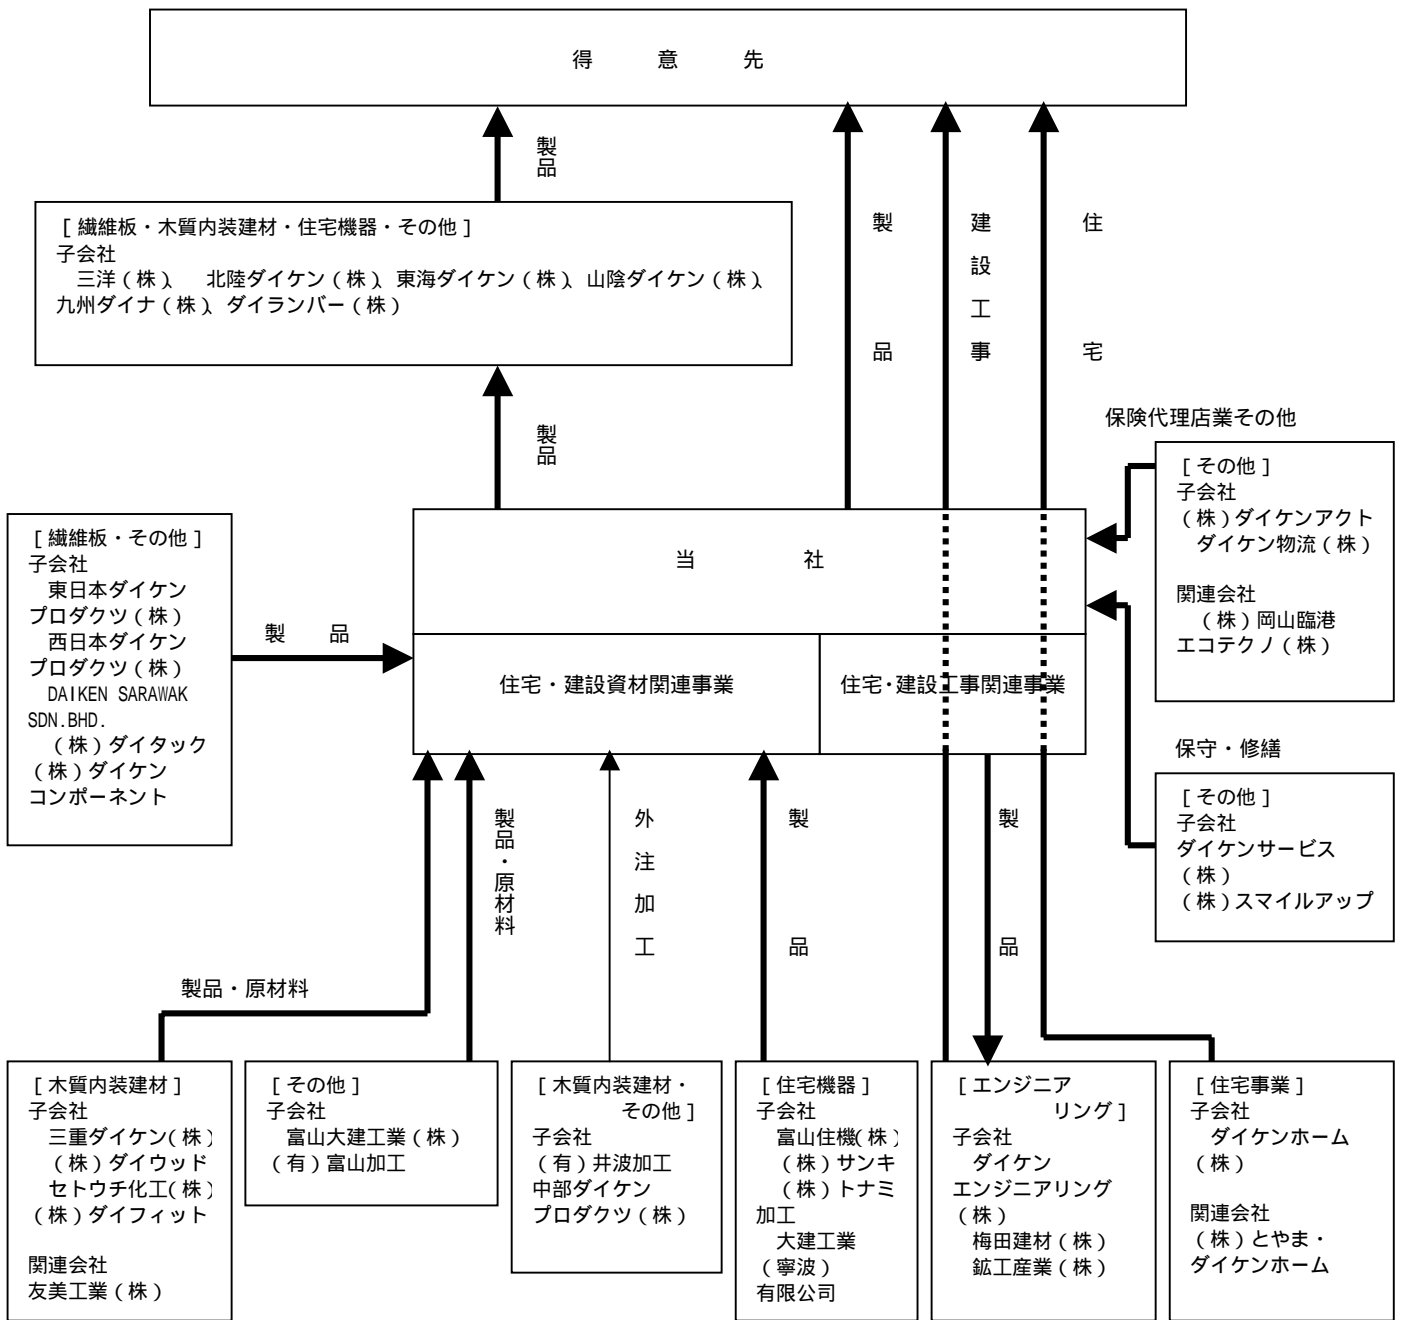 得意先
製品
[ 繊維板・木質内装建材・住宅機器・その他 ]
子会社
三洋（株）、 北陸ダイケン（株）、東海ダイケン（株）、山陰ダイケン（株）、
九州ダイナ（株）、ダイランバー（株）
製品
製品
建設工事
住宅
保険代理店業その他
[ その他 ]
子会社
（株）ダイケンアクト
ダイケン物流（株）
関連会社
（株）岡山臨港
エコテクノ（株）
[ 繊維板・その他 ]
子会社
東日本ダイケン
プロダクツ（株）
西日本ダイケン
プロダクツ（株）
DAIKEN SARAWAK
SDN.BHD.
（株）ダイタック
（株）ダイケン
コンポーネント
製品
当社
住宅・建設資材関連事業
住宅・建設工事関連事業
保守・修繕
[ その他 ]
子会社
ダイケンサービス
（株）
（株）スマイルアップ
製品・原材料
製品・原材料
外注加工
製品
製品
[ 木質内装建材 ]
子会社
三重ダイケン（株）
（株）ダイウッド
セトウチ化工（株）
（株）ダイフィット
関連会社
友美工業（株）
[ その他 ]
子会社
富山大建工業（株）
（有）富山加工
[ 木質内装建材・
その他 ]
子会社
（有）井波加工
中部ダイケン
プロダクツ（株）
[ 住宅機器 ]
子会社
富山住機（株）
（株）サンキ
（株）トナミ
加工
大建工業
（寧波）
有限公司
[ エンジニア
リング ]
子会社
ダイケン
エンジニアリング
（株）
梅田建材（株）
鉱工産業（株）
[ 住宅事業 ]
子会社
ダイケンホーム
（株）
関連会社
（株）とやま・
ダイケンホーム